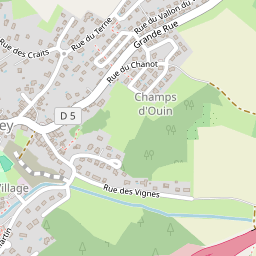 Rue des Craits
Rue du Terne
Rue du Vallon du T
Grande Rue
Rue du Chanot
Champs
d'Ouin
D 5
ey
Village
Rue des Vignes
artin